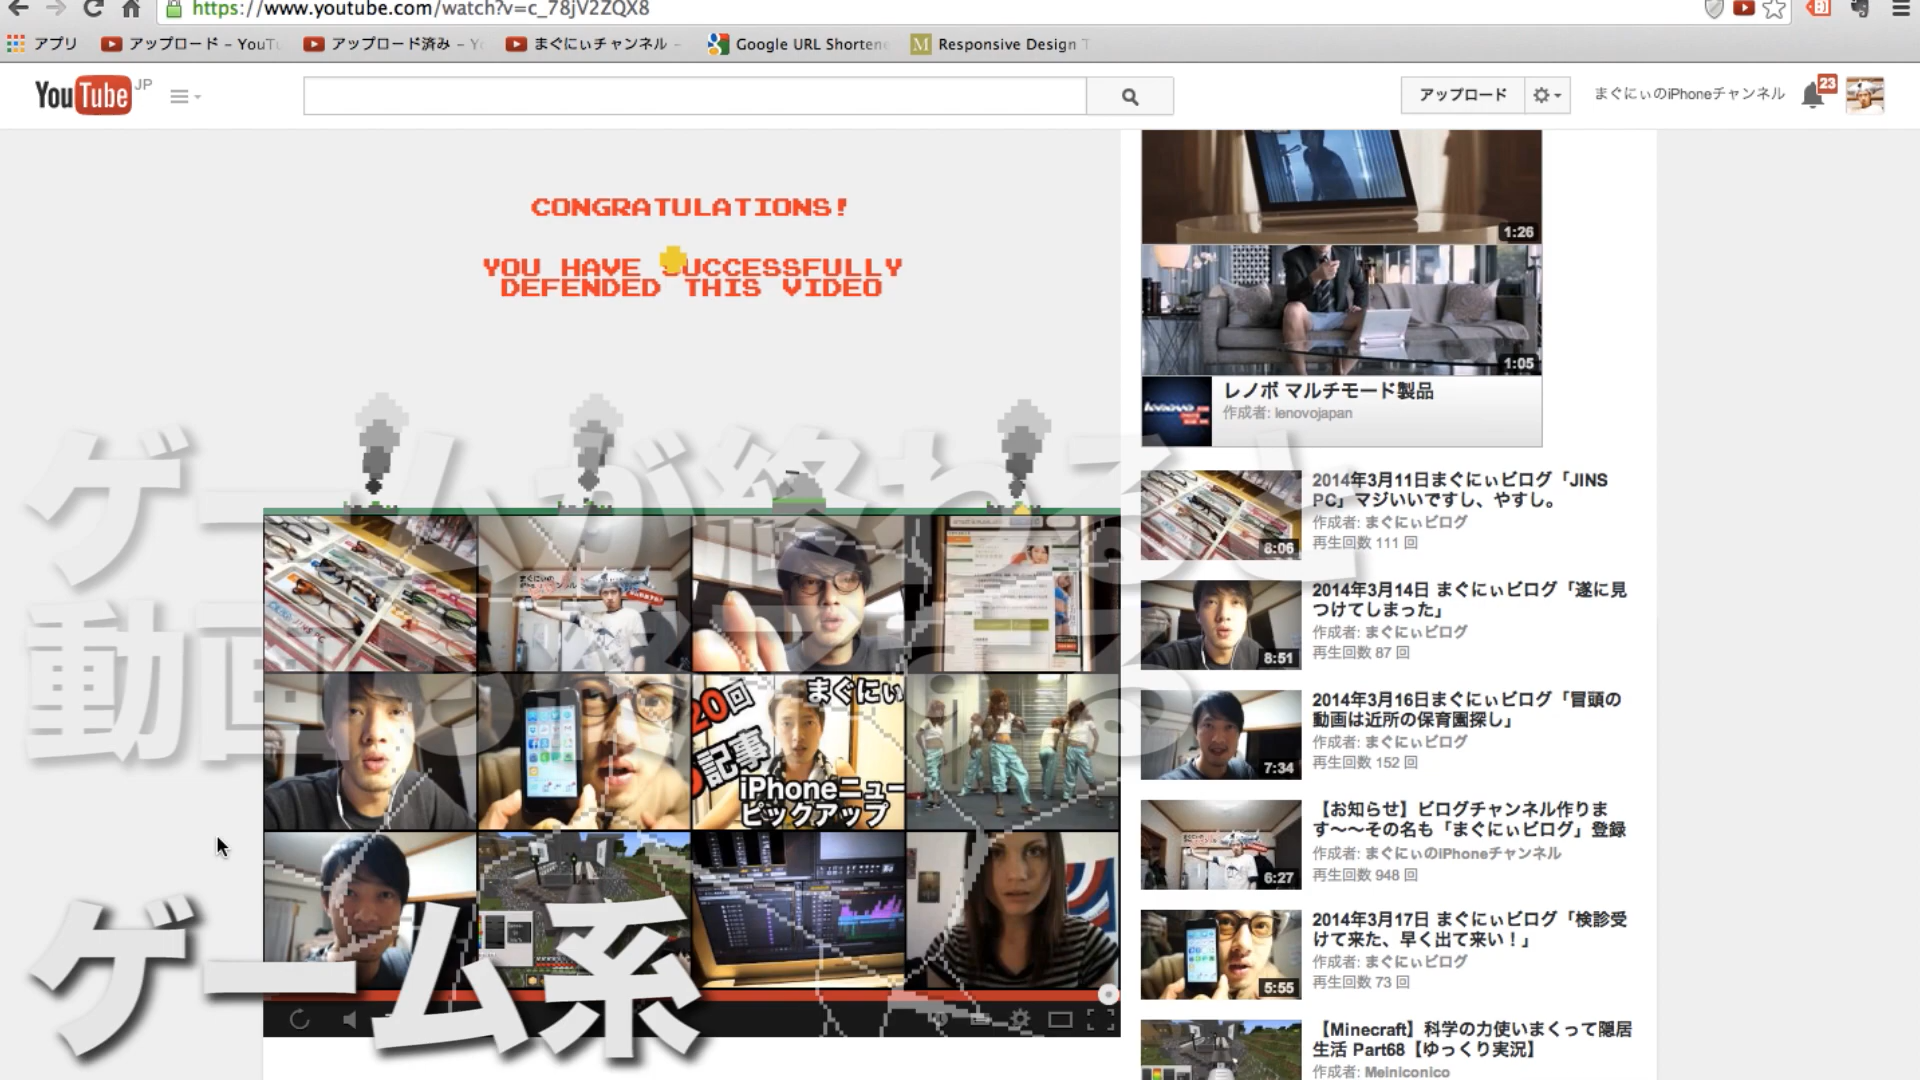 https://www.youtube.com/watch?v=c_78jV2ZQX8
アプリ
アップロード - YouTu
アップロード済み - Yo
まぐにぃチャンネル -
Google URL Shortene
Responsive Design T
YouTube JP
アップロード
まぐにぃのiPhoneチャンネル
23
CONGRATULATIONS!
YOU HAVE SUCCESSFULLY
DEFENDED THIS VIDEO
1:26
1:05
レノボ マルチモード製品
作成者: lenovojapan
ゲームが終わると
ゲーム系
まぐにぃ
20回
記事
iPhoneニュー
ピックアップ
2014年3月11日まぐにぃビログ「JINS
PC」マジいいですし、やすし。
作成者: まぐにぃビログ
再生回数 111 回
8:06
2014年3月14日 まぐにぃビログ「遂に見
つけてしまった」
作成者: まぐにぃビログ
再生回数 87 回
8:51
2014年3月16日まぐにぃビログ「冒頭の
動画は近所の保育園探し」
作成者: まぐにぃビログ
再生回数 152 回
7:34
【お知らせ】ビログチャンネル作りま
す〜〜その名も「まぐにぃビログ」登録
作成者: まぐにぃのiPhoneチャンネル
再生回数 948 回
6:27
2014年3月17日 まぐにぃビログ「検診受
けて来た、早く出て来い！」
作成者: まぐにぃビログ
再生回数 73 回
5:55
【Minecraft】科学の力使いまくって隠居
生活 Part68【ゆっくり実況】
作成者: Meiniconico